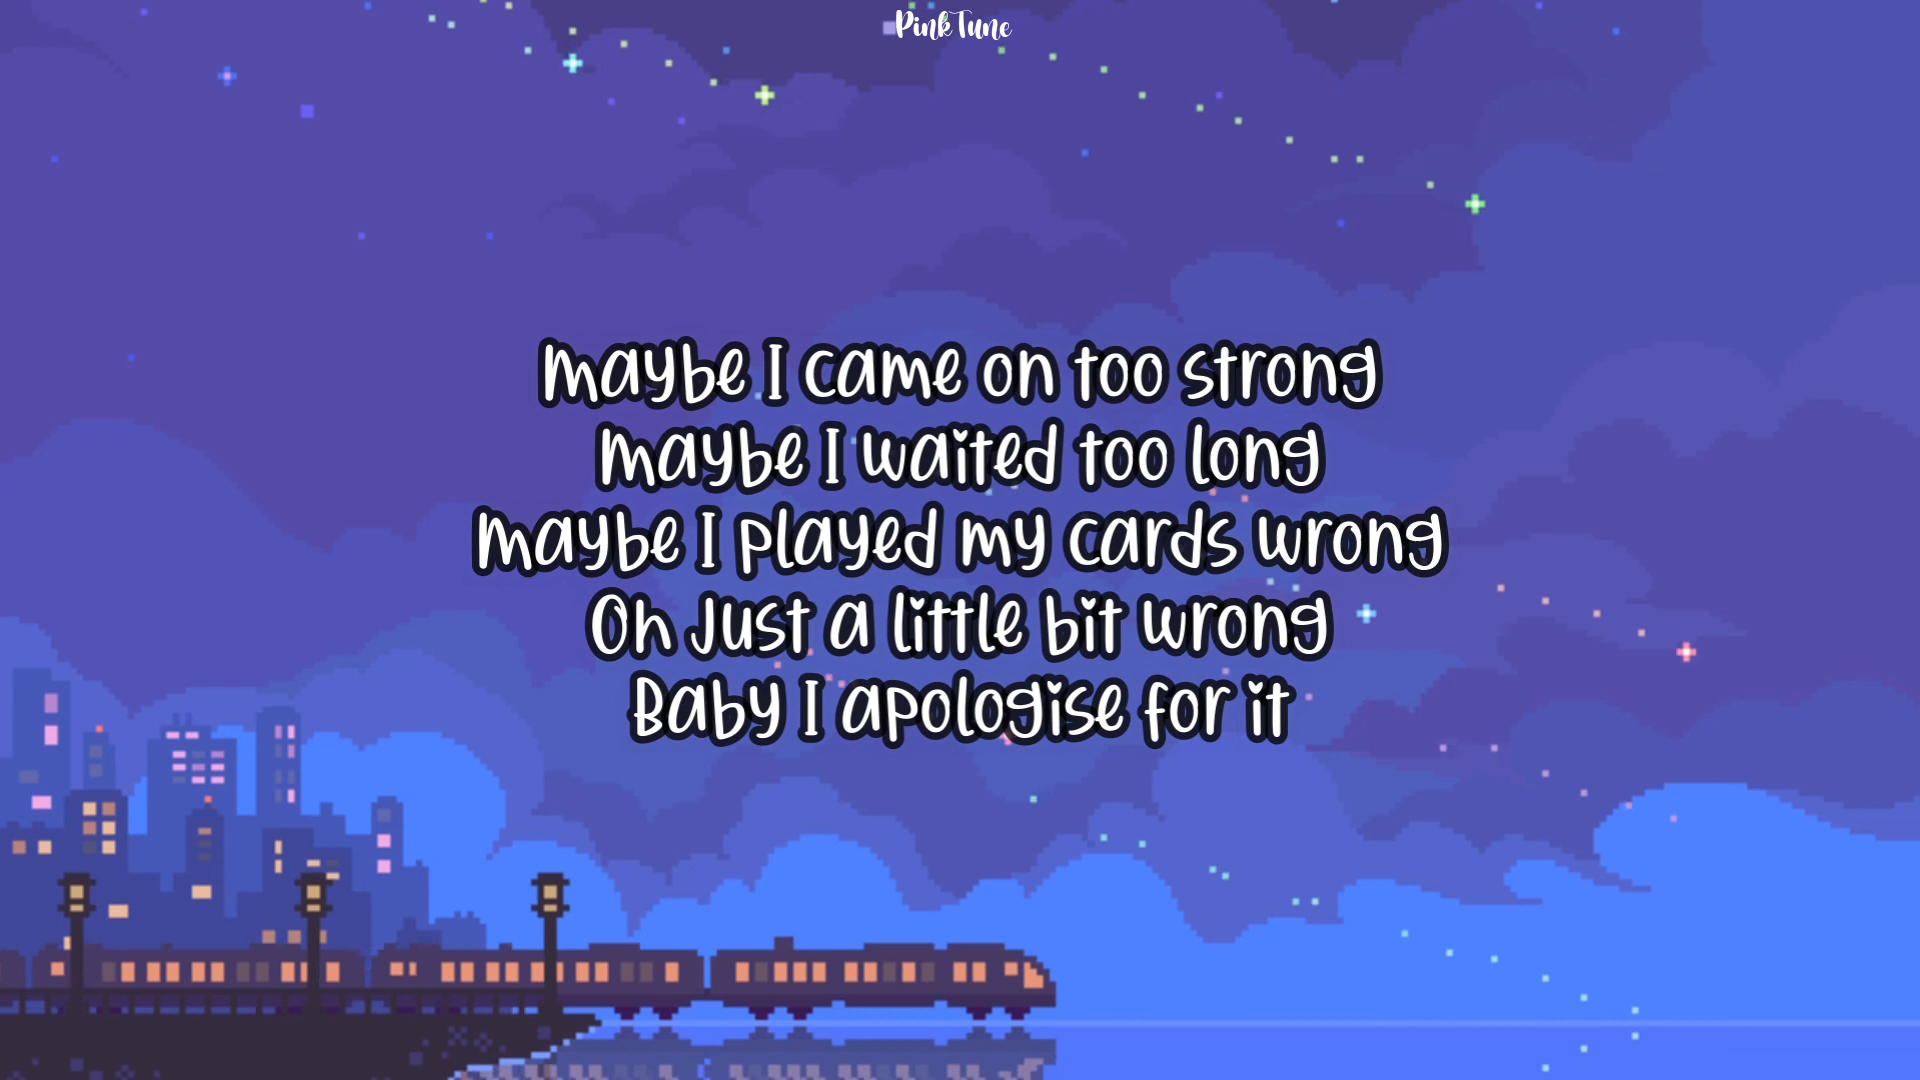 PinkTune
maybe I came on too strong
maybe I waited too long
maybe I played my cards wrong
Oh Just a little bit wrong
Baby I apologise for it